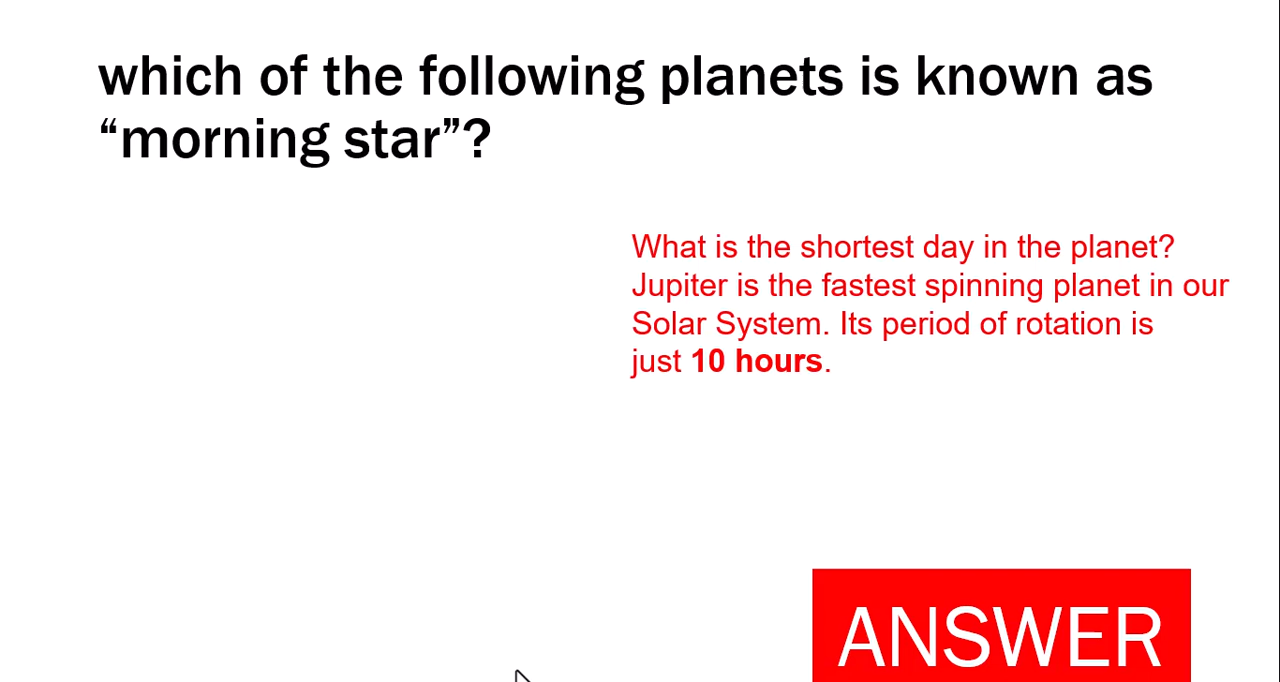 which of the following planets is known as
“morning star”?
What is the shortest day in the planet?
Jupiter is the fastest spinning planet in our
Solar System. Its period of rotation is
just 10 hours.
ANSWER